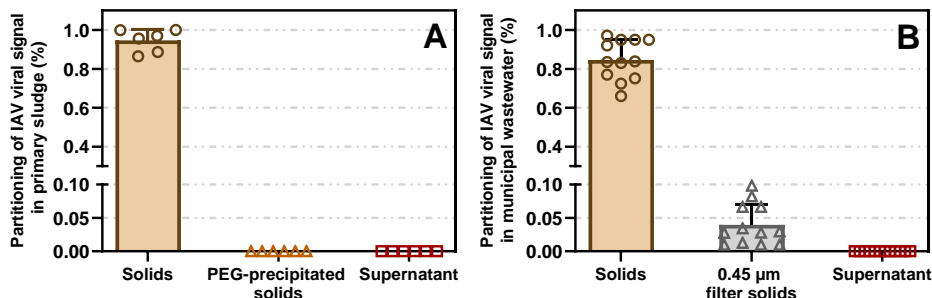 Partitioning of IAV viral signal
in primary sludge (%)
1.0
0.8
0.6
0.4
0.10
0.05
0.00
A
Solids
PEG-precipitated
solids
Supernatant
Partitioning of IAV viral signal
in municipal wastewater (%)
1.0
0.8
0.6
0.4
0.10
0.05
0.00
B
Solids
0.45 µm
filter solids
Supernatant